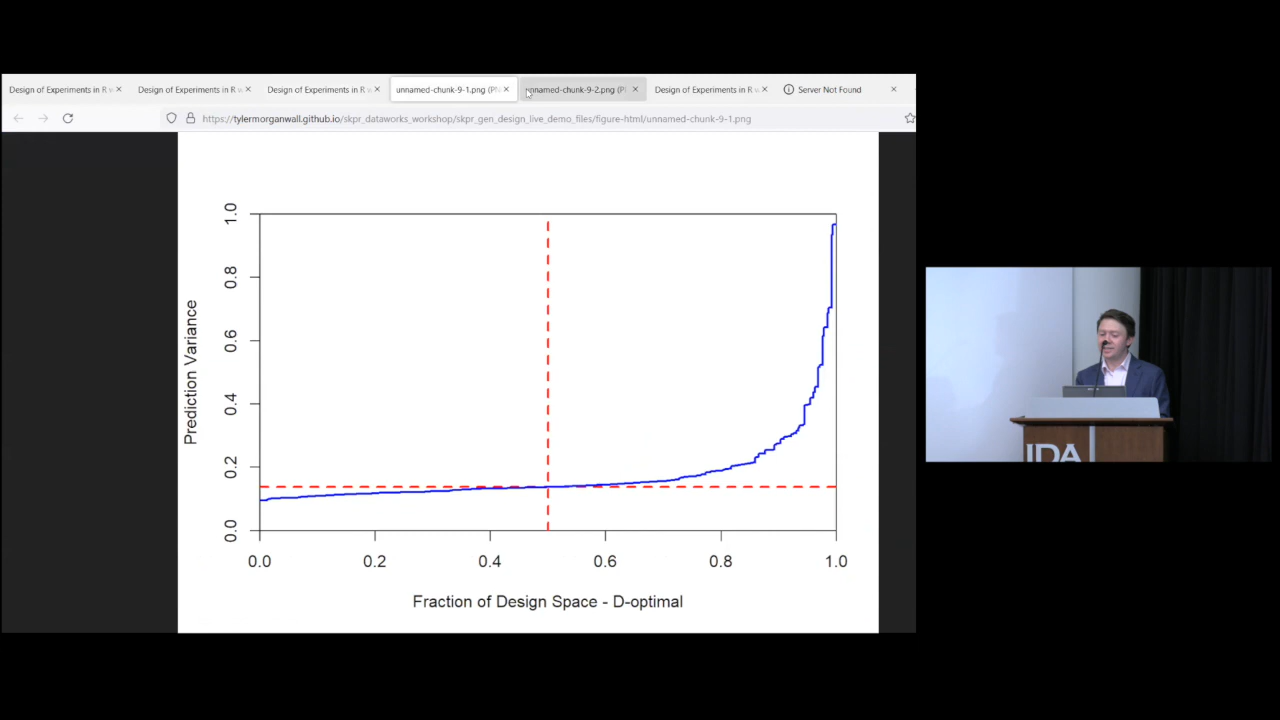 Design of Experiments in R
Design of Experiments in R
Design of Experiments in R
unnamed-chunk-9-1.png
unnamed-chunk-9-2.png
Design of Experiments in R
Server Not Found
https://tylermorganwall.github.io/skpr_dataworks_workshop/skpr_gen_design_live_demo_files/figure-html/unnamed-chunk-9-1.png
1.0
0.8
0.6
0.4
0.2
0.0
Prediction Variance
0.0 0.2 0.4 0.6 0.8 1.0
Fraction of Design Space - D-optimal
IDA